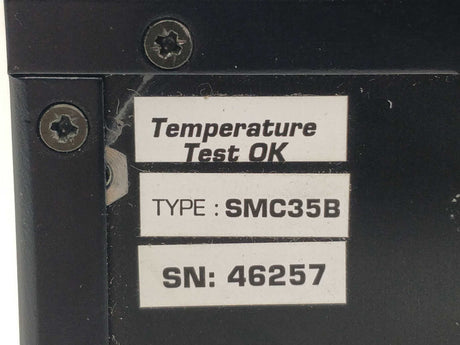 Temperature
Test OK
TYPE : SMC35B
SN: 46257